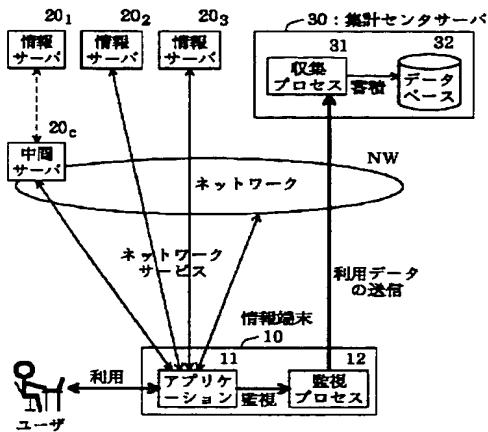 20₁
20₂
20₃
情報
サーバ
情報
サーバ
情報
サーバ
30:集計センタサーバ
31
32
収集
プロセス
蓄積
データ
ベース
20c
中間
サーバ
NW
ネットワーク
ネットワーク
サービス
利用データ
の送信
情報端末
10
11
12
利用
アプリケ
ーション
監視
監視
プロセス
ユーザ